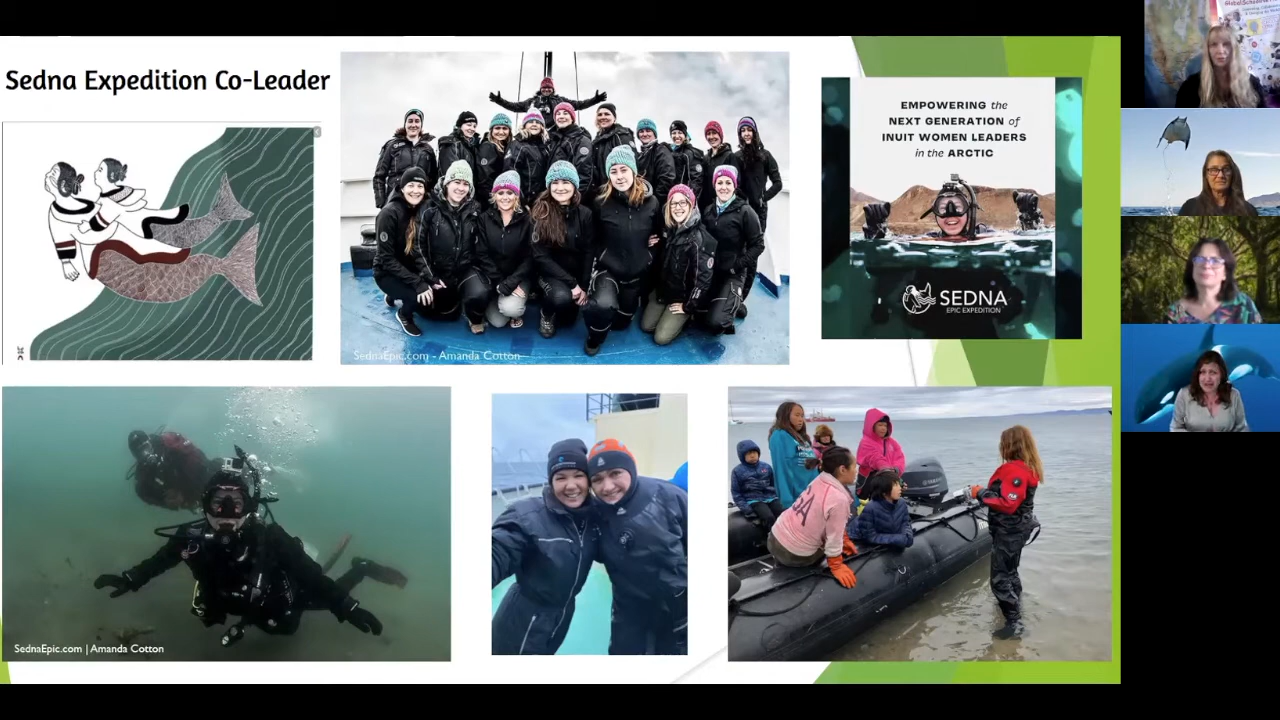 Sedna Expedition Co-Leader
SednaEpic.com - Amanda Cotton
EMPOWERING the
NEXT GENERATION of
INUIT WOMEN LEADERS
in the ARCTIC
SEDNA
EPIC EXPEDITION
SednaEpic.com | Amanda Cotton